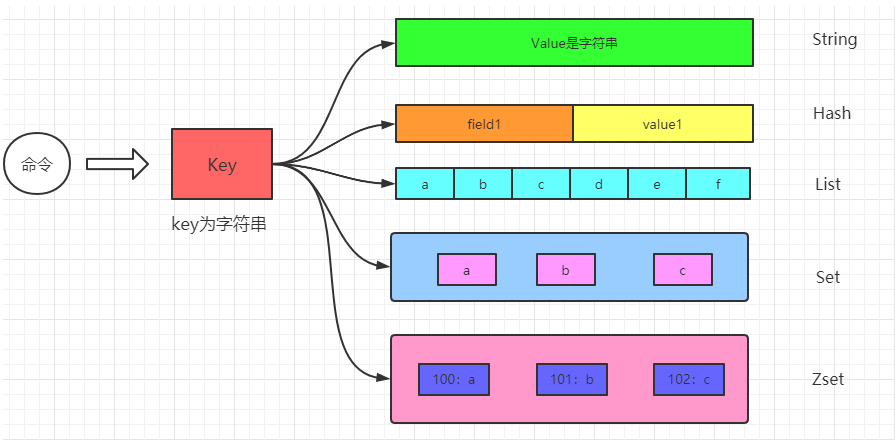 命令
Key
key为字符串
Value是字符串
String
field1
value1
Hash
a
b
c
d
e
f
List
a
b
c
Set
100：a
101：b
102：c
Zset